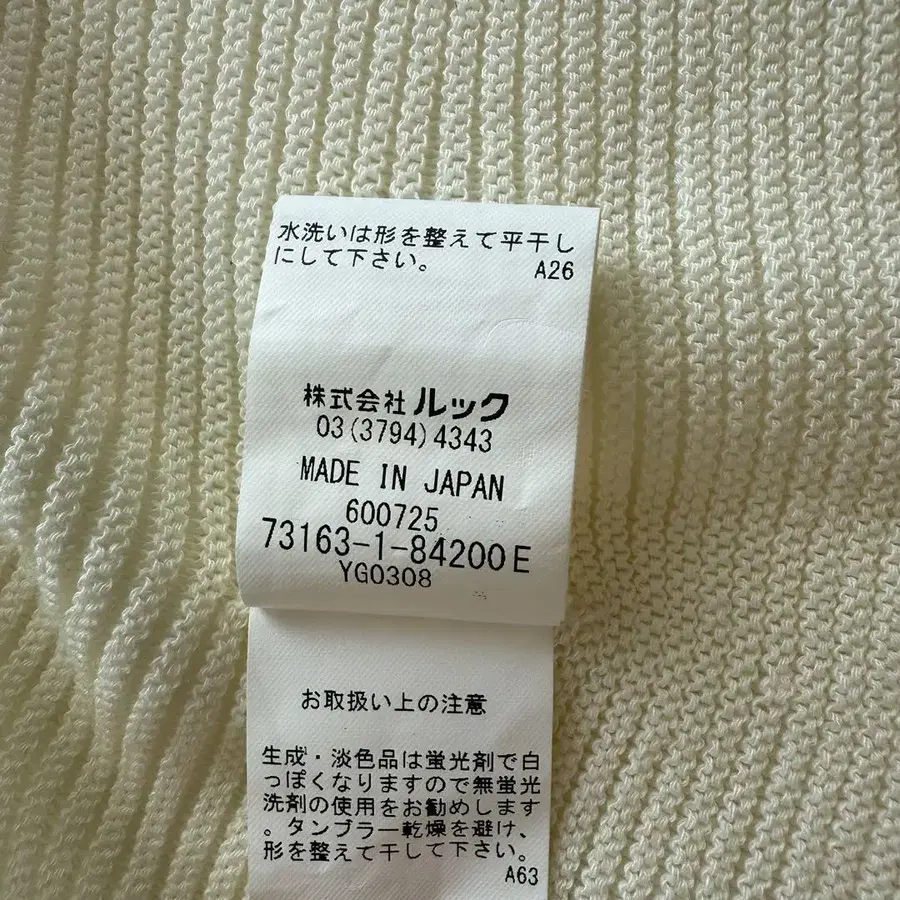 水洗いは形を整えて平干し
にして下さい。 A26
株式会社 ルック
03(3794)4343
MADE IN JAPAN
600725
73163-1-84200E
YG0308
お取扱い上の注意
生成・淡色品は蛍光剤で白
っぽくなりますので無蛍光
洗剤の使用をお勧めします
。タンブラー乾燥を避け、
形を整えて干して下さい。
A63